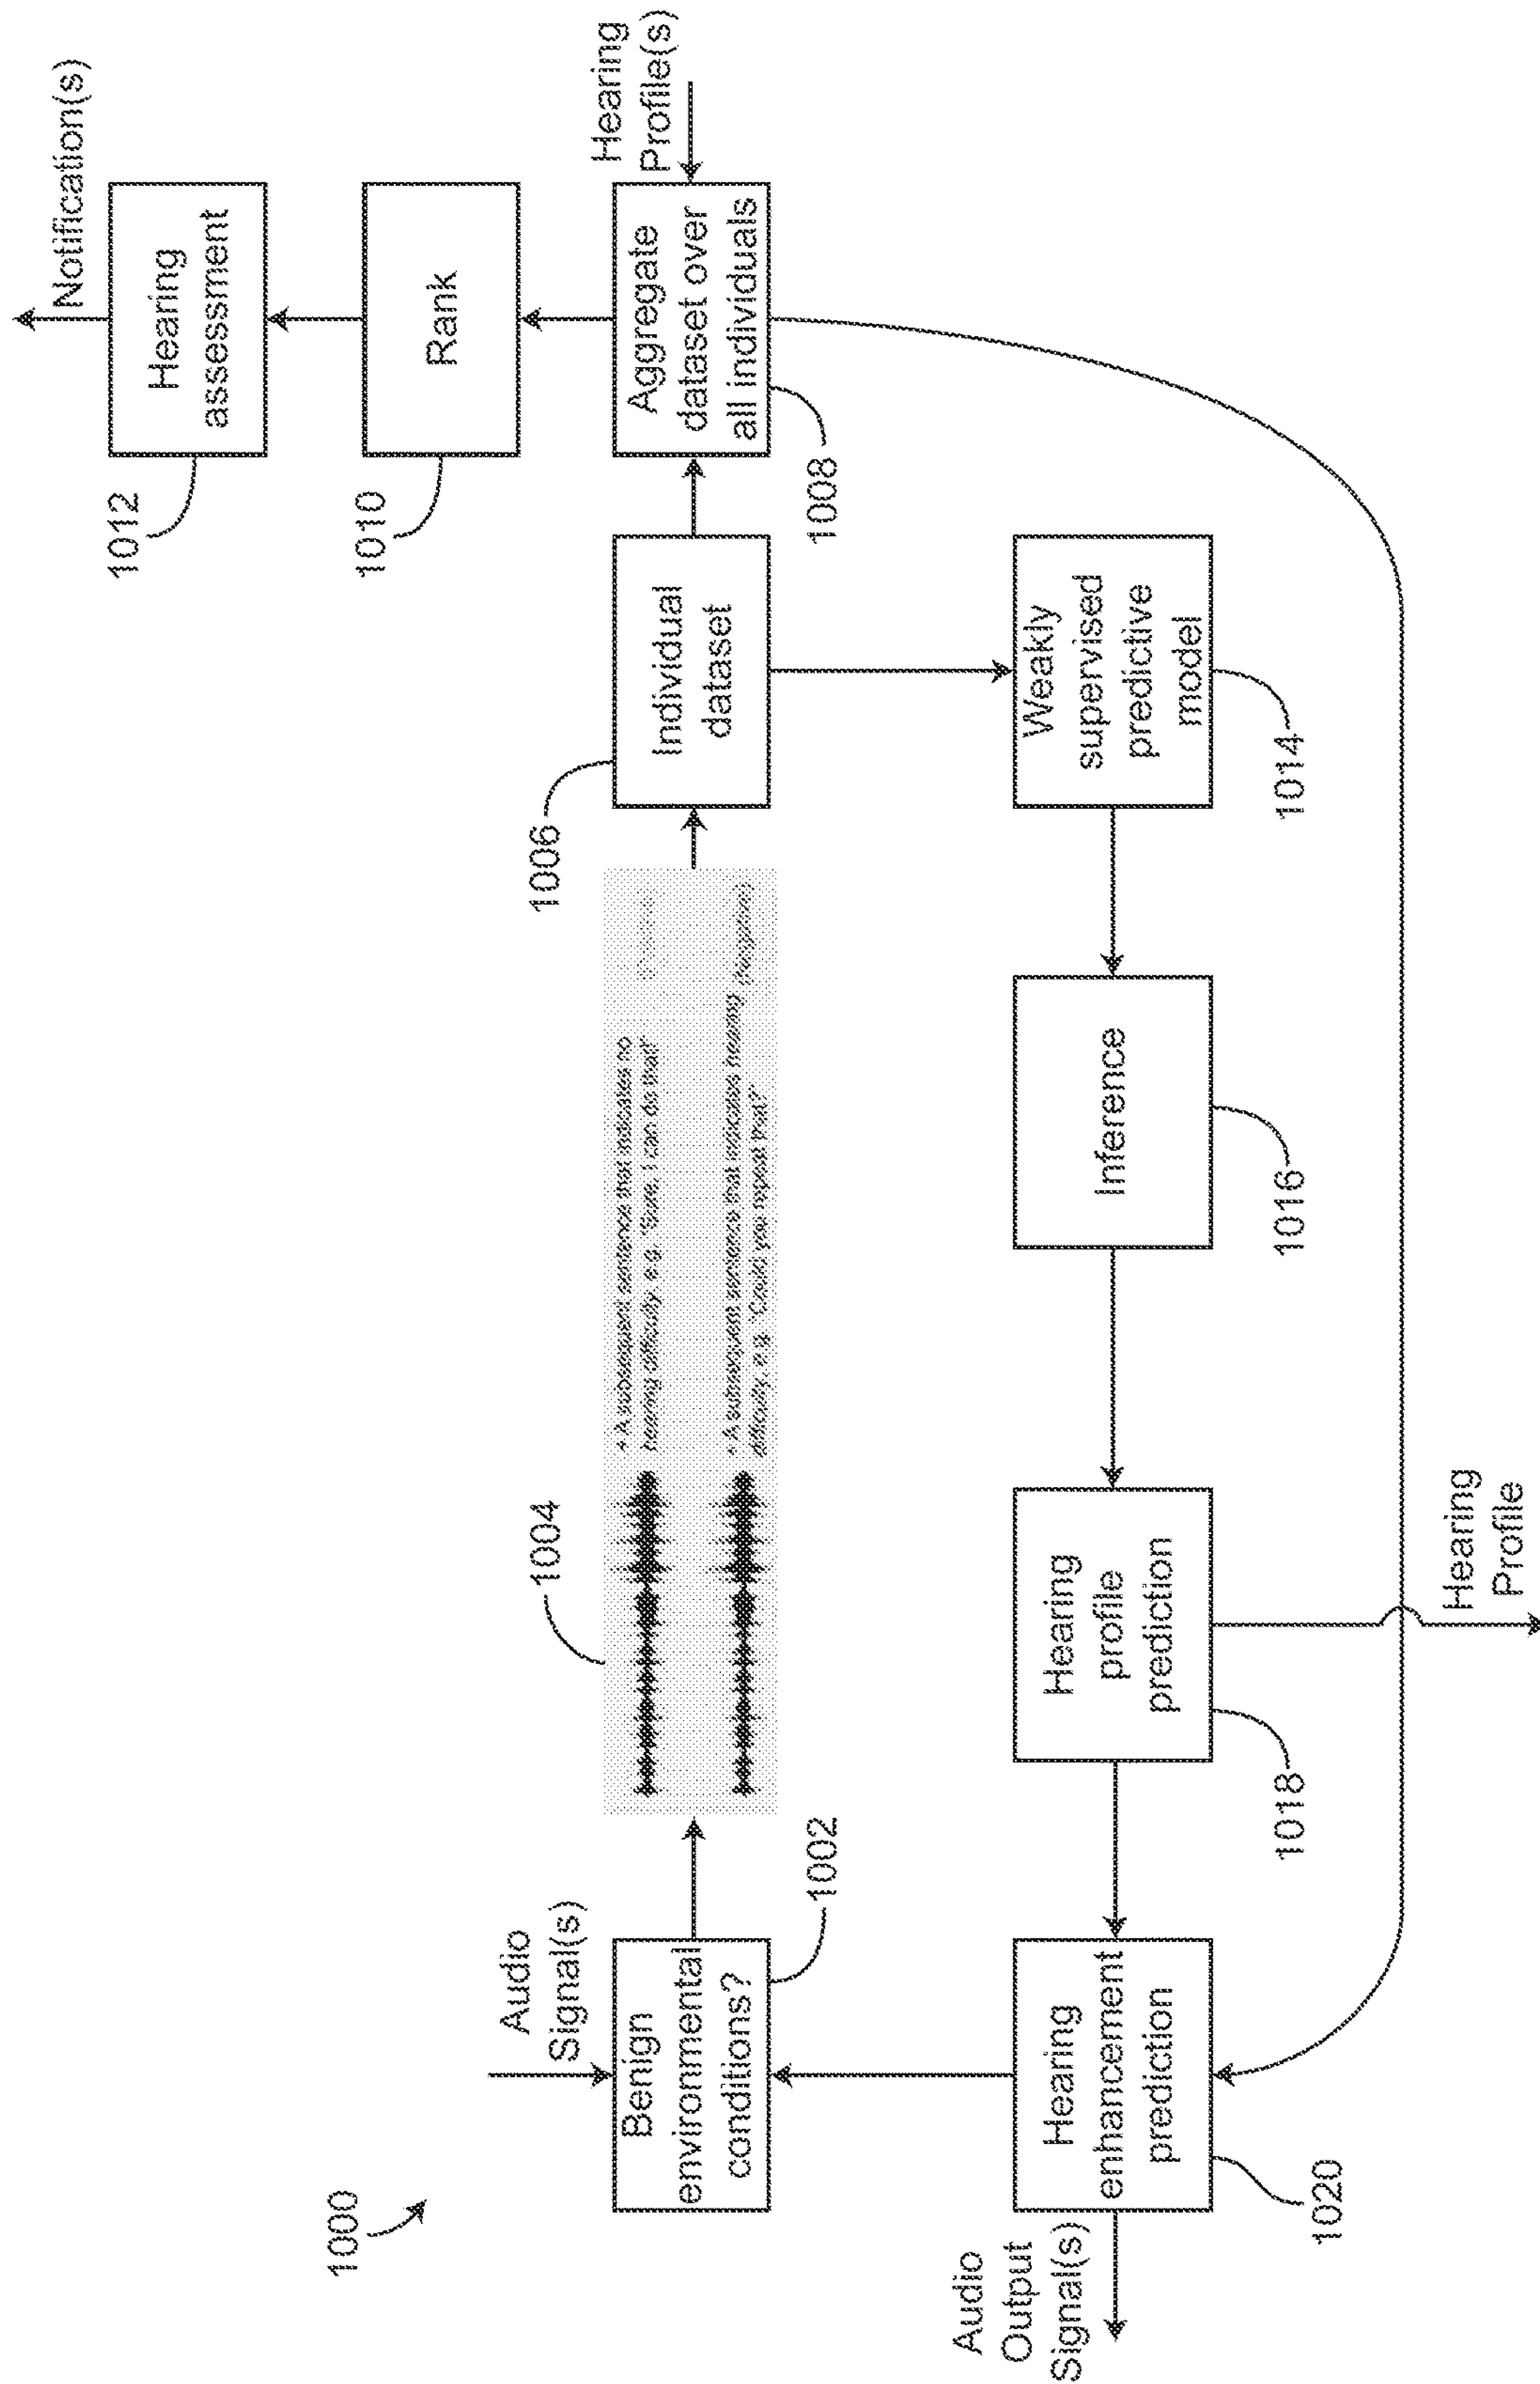 1000
Audio
Signal(s)
Benign
environmental
conditions?
1002
1004
+ A subsequent sentence that indicates no
hearing difficulty, e.g. "Sure, I can do that!"
+ A subsequent sentence that indicates hearing
difficulty, e.g. "Could you repeat that?"
1006
Individual
dataset
Aggregate
dataset over
all individuals
1008
Hearing
Profile(s)
Rank
1010
Hearing
assessment
1012
Notification(s)
Weakly
supervised
predictive
model
1014
Inference
1016
Hearing
profile
prediction
1018
Hearing
Profile
Hearing
enhancement
prediction
1020
Audio
Output
Signal(s)